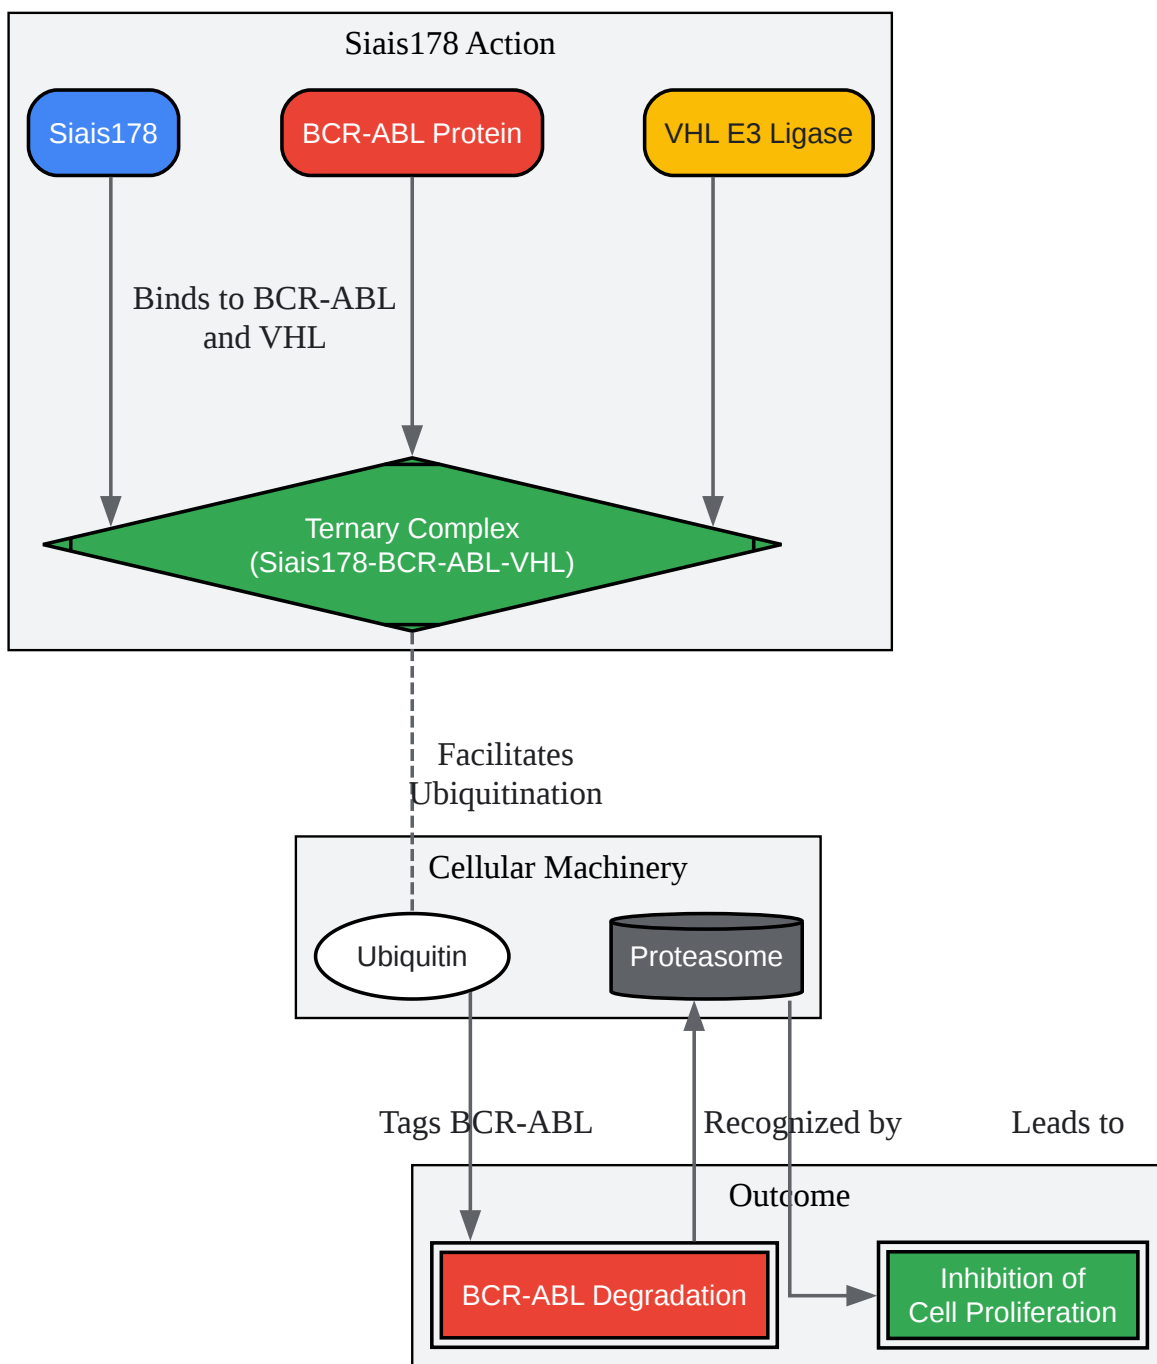 Siais178 Action
Siais178
BCR-ABL Protein
VHL E3 Ligase
Binds to BCR-ABL
and VHL
Ternary Complex
(Siais178-BCR-ABL-VHL)
Facilitates
Ubiquitination
Cellular Machinery
Ubiquitin
Proteasome
Tags BCR-ABL
Recognized by
Leads to
Outcome
BCR-ABL Degradation
Inhibition of
Cell Proliferation